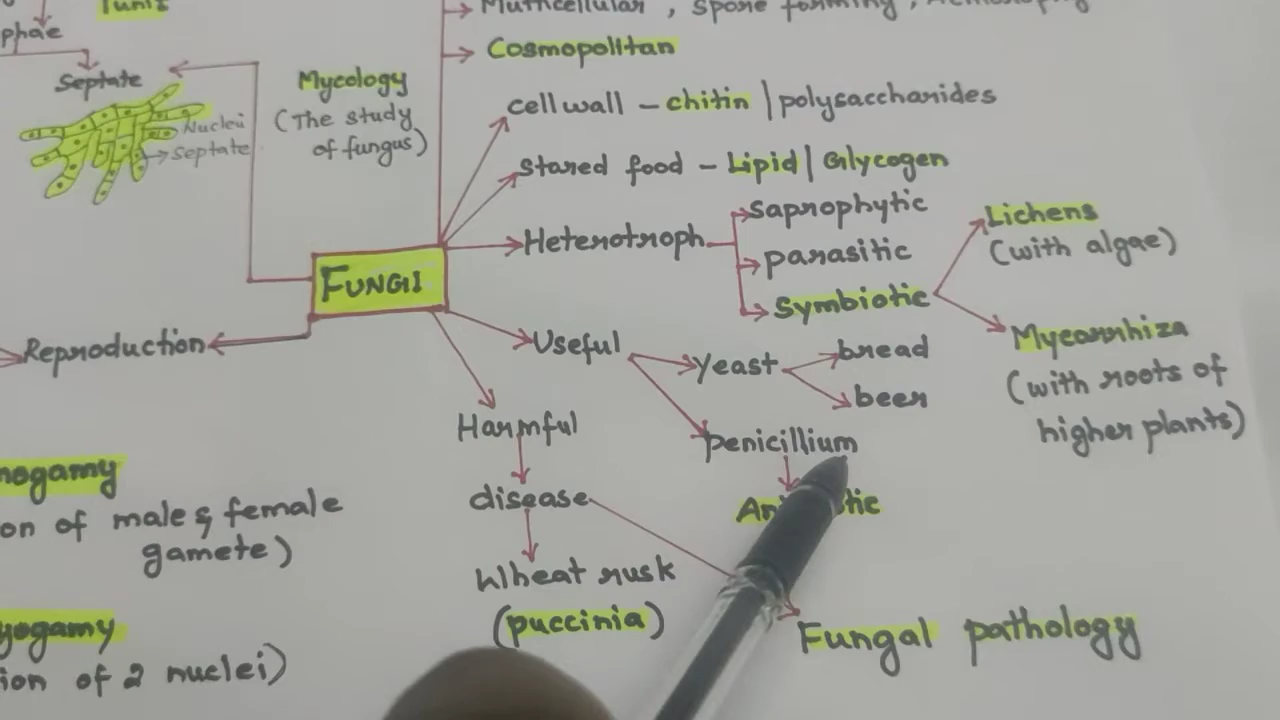 Multicellular, Spore forming,
phae
Cosmopolitan
Septate
Mycology
(The study of fungus)
Nuclei
Septate
cell wall – chitin | polysaccharides
Stored food – Lipid | Glycogen
Heterotroph
saprophytic
parasitic
Symbiotic
Lichens
(with algae)
Mycorrhiza
(with roots of
higher plants)
FUNGI
Reproduction
Useful
yeast
bread
beer
penicillium
Harmful
disease
Wheat rusk
(puccinia)
Fungal pathology
nogamy
on of male & female
gamete)
yogamy
ion of 2 nuclei)